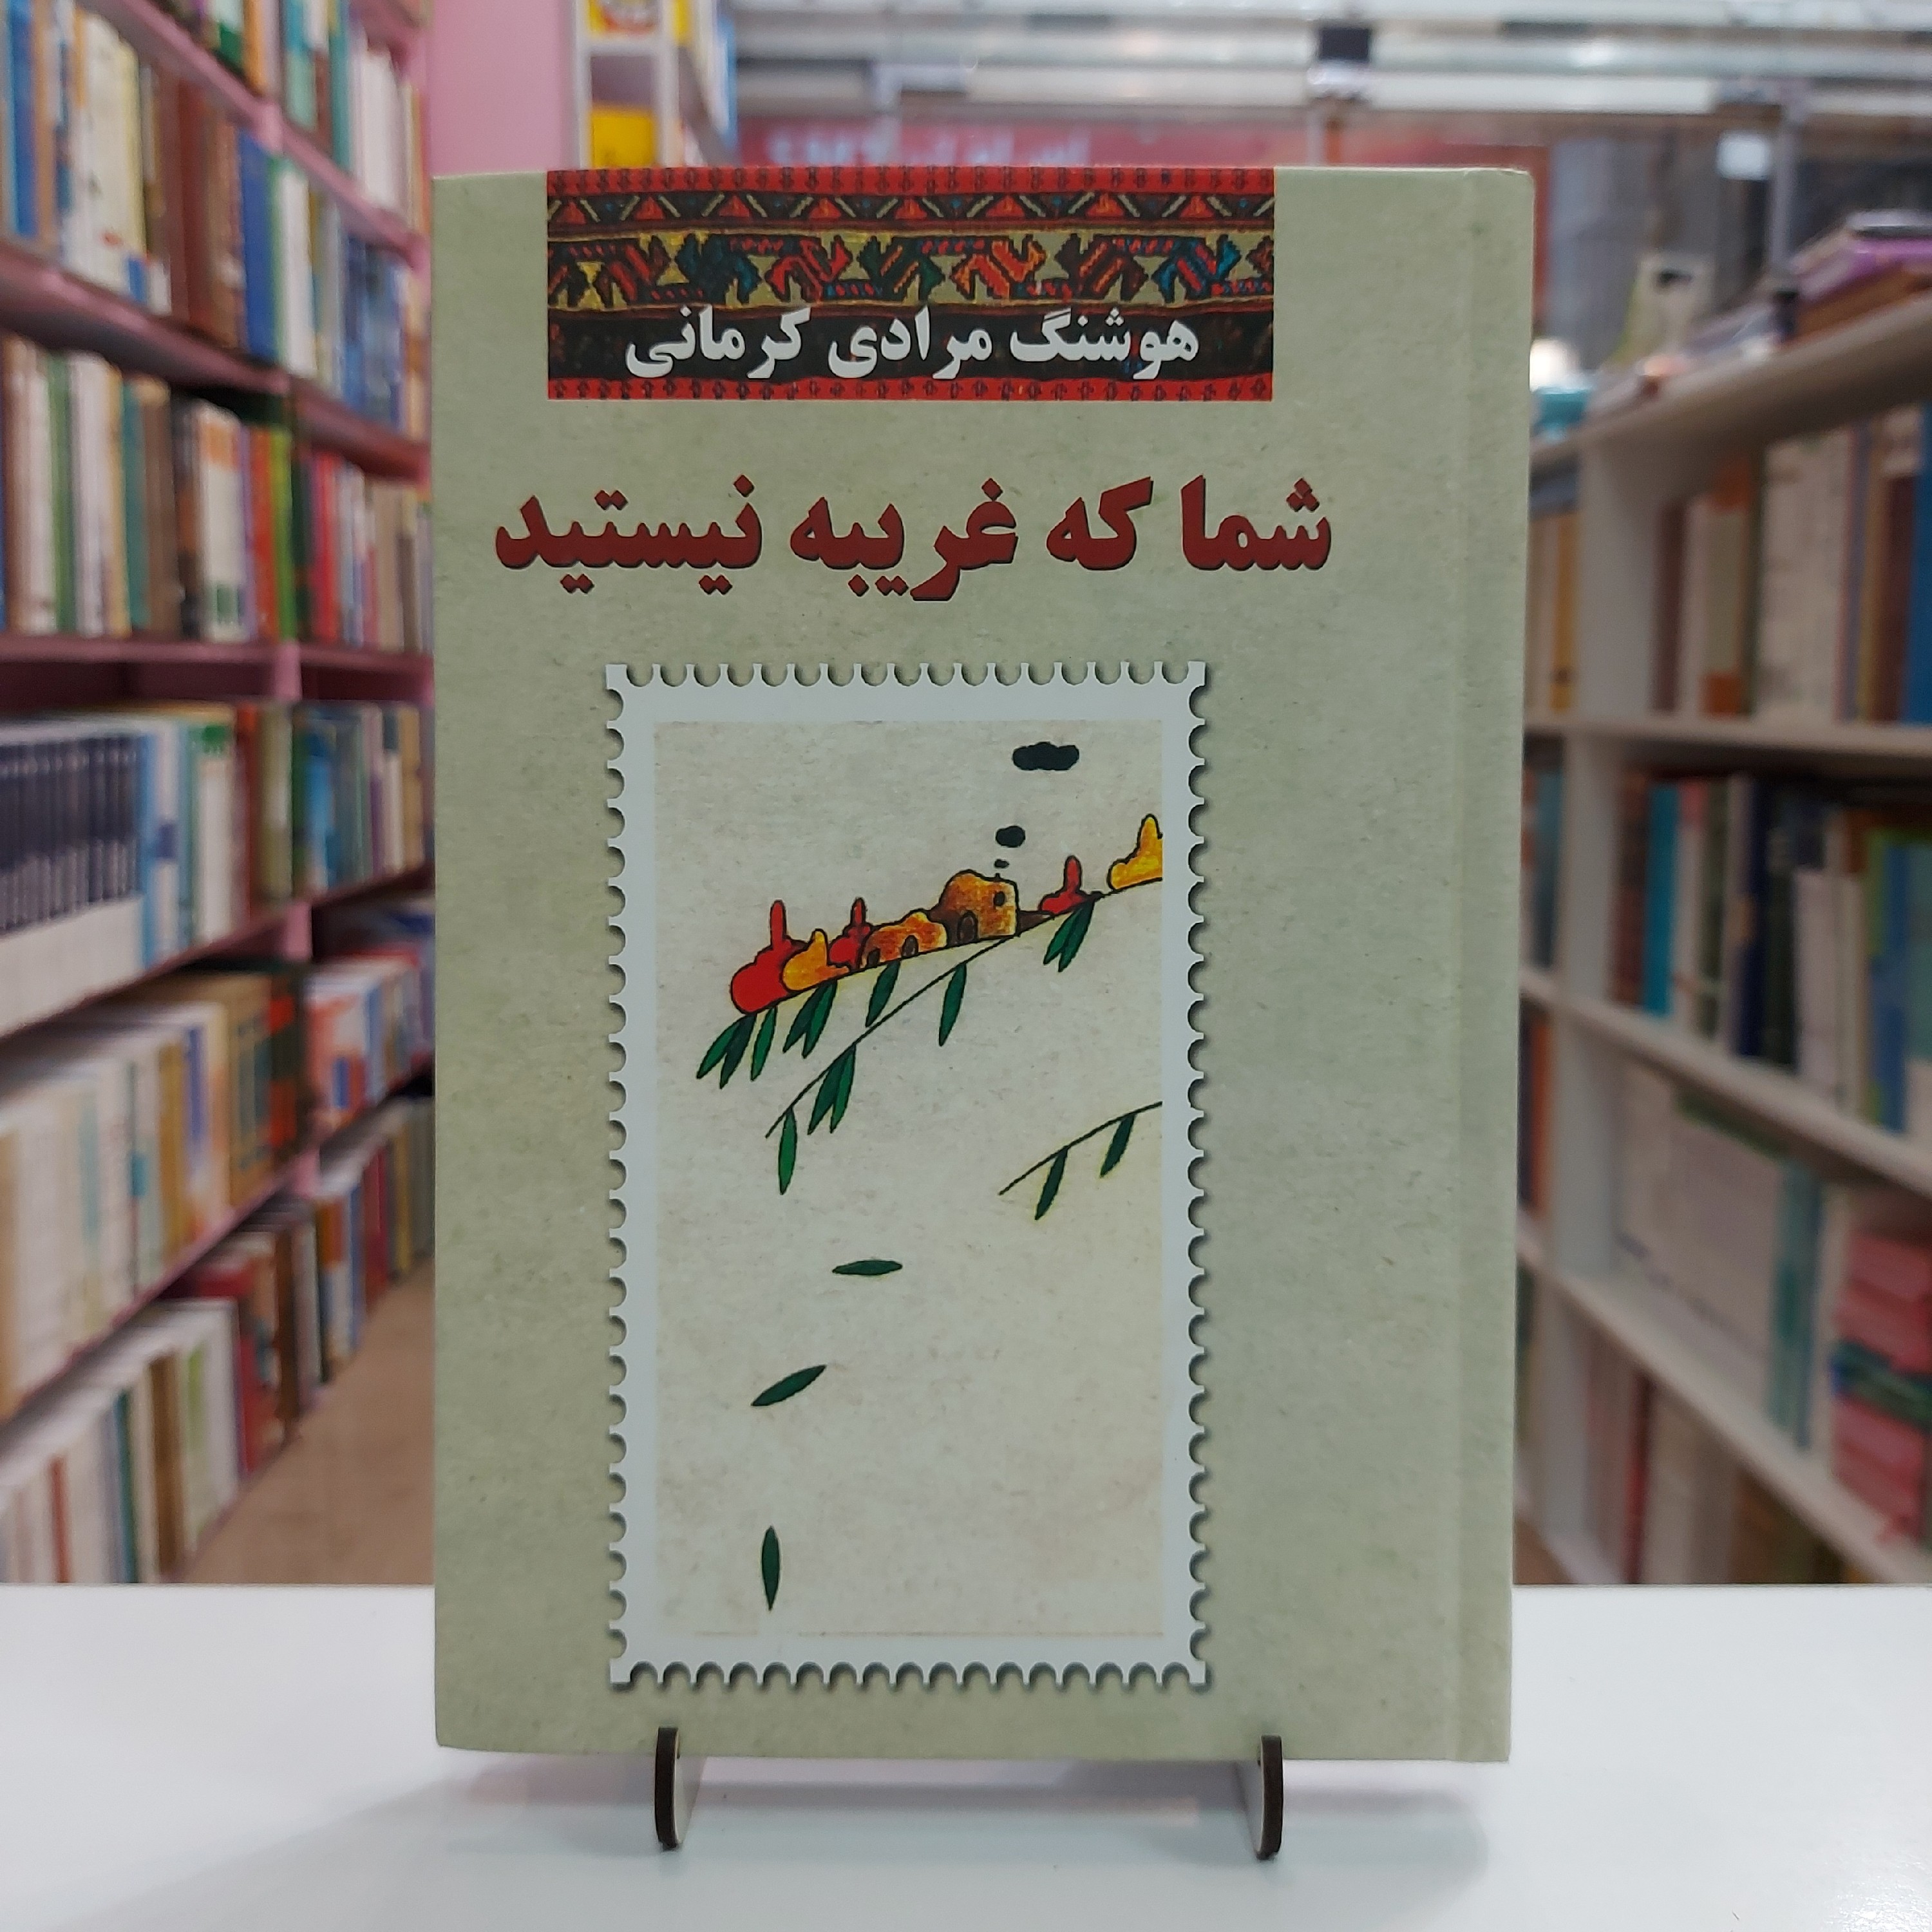 هوشنگ مرادی کرمانی
شما که غریبه نیستید